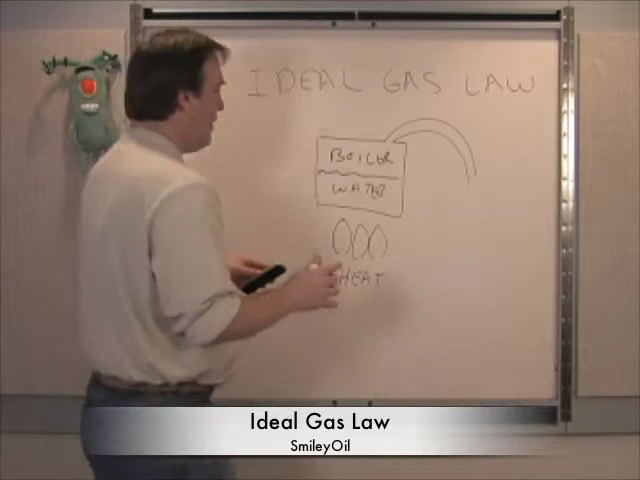 IDEAL GAS LAW
BOILER
WATER
HEAT
Ideal Gas Law
SmileyOil